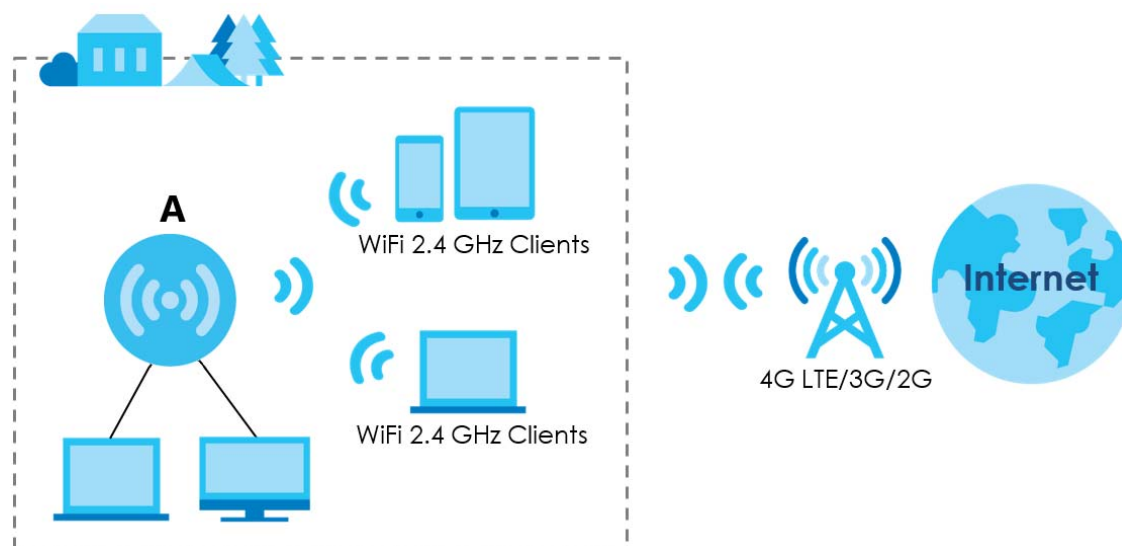 A
WiFi 2.4 GHz Clients
WiFi 2.4 GHz Clients
4G LTE/3G/2G
Internet